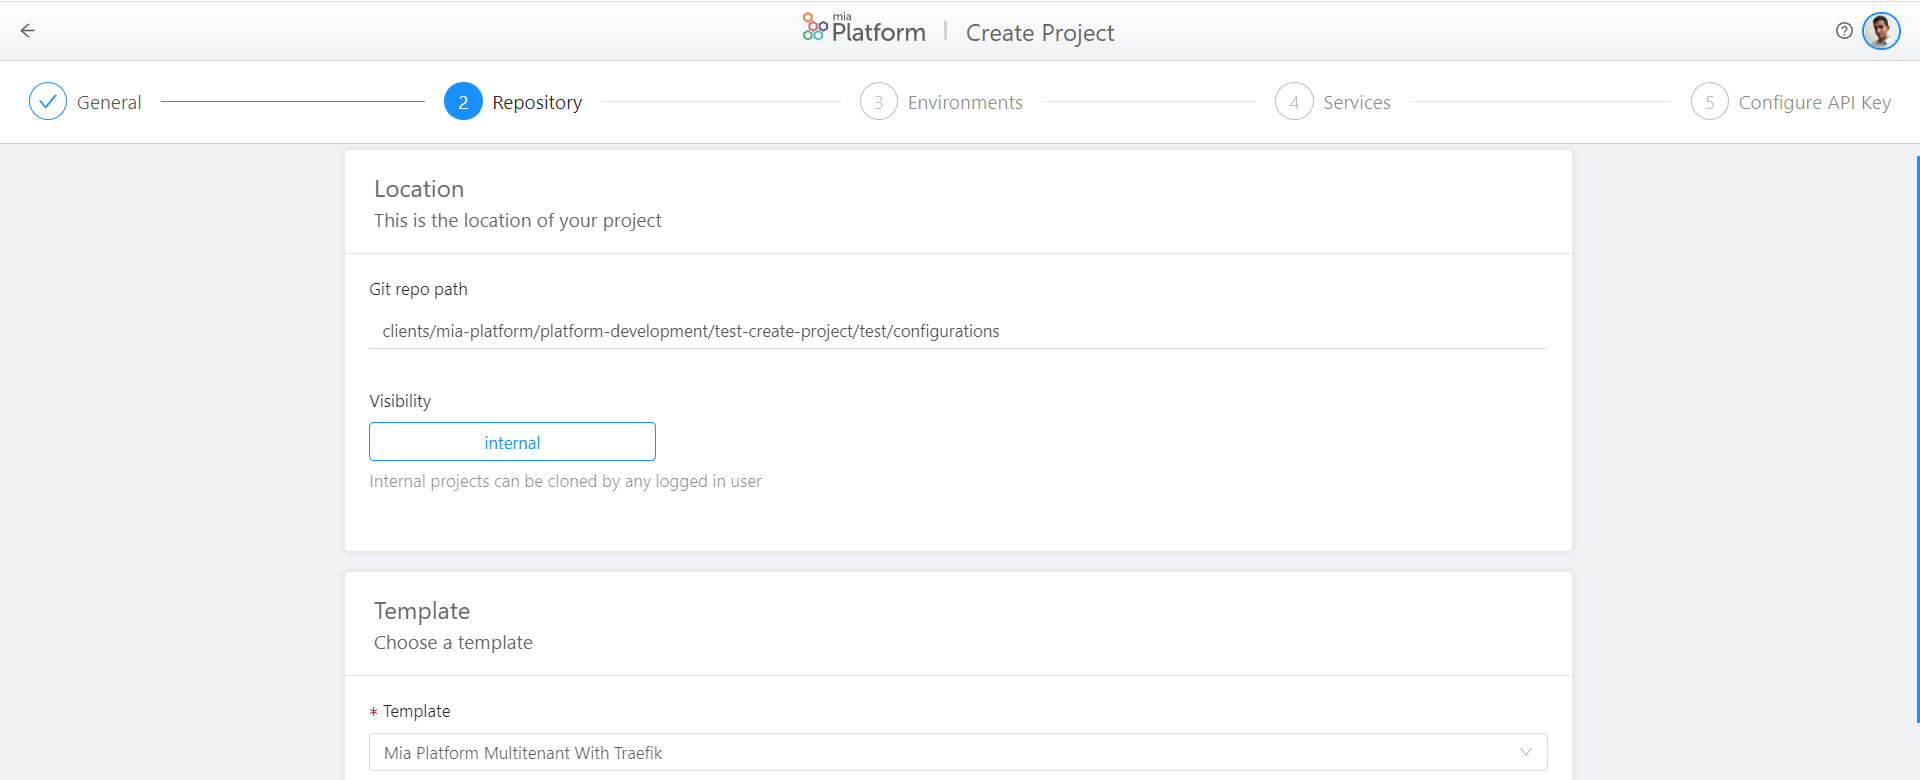 mia
Platform | Create Project
General
2 Repository
3 Environments
4 Services
5 Configure API Key
Location
This is the location of your project
Git repo path
clients/mia-platform/platform-development/test-create-project/test/configurations
Visibility
internal
Internal projects can be cloned by any logged in user
Template
Choose a template
* Template
Mia Platform Multitenant With Traefik